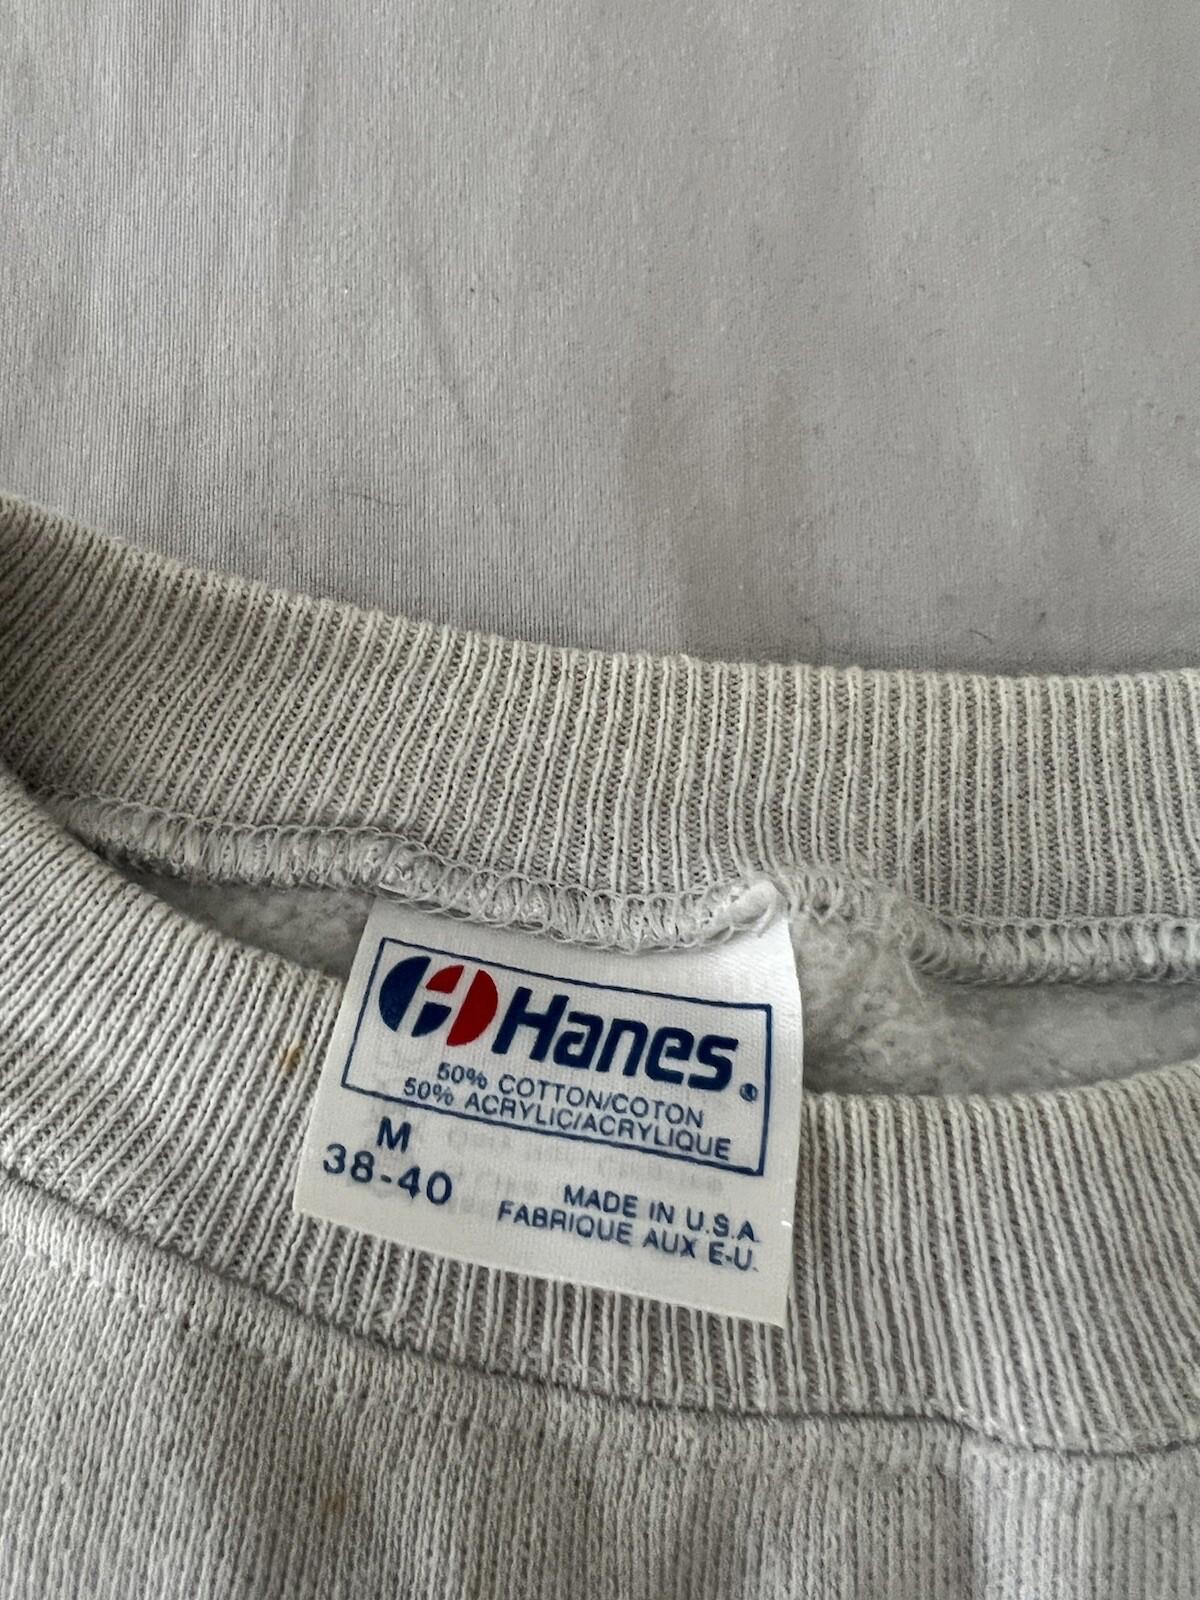 Hanes®
50% COTTON/COTON
50% ACRYLIC/ACRYLIQUE
M
38-40
MADE IN U.S.A.
FABRIQUE AUX E-U.